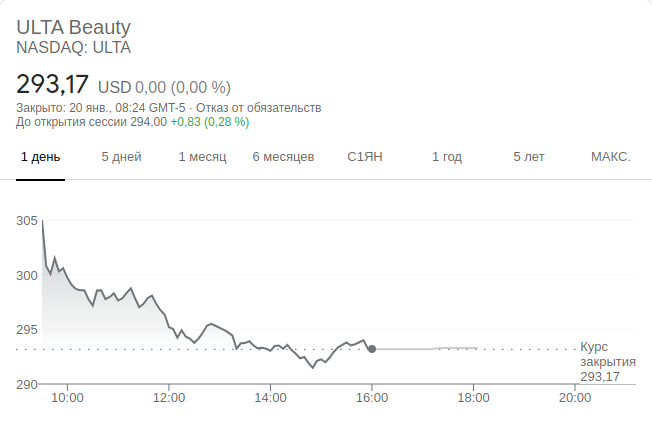 ULTA Beauty
NASDAQ: ULTA
293,17 USD 0,00 (0,00 %)
Закрыто: 20 янв., 08:24 GMT-5 · Отказ от обязательств
До открытия сессии 294,00 +0,83 (0,28 %)
1 день 5 дней 1 месяц 6 месяцев С1ЯН 1 год 5 лет МАКС.
305
300
295
290
Курс
закрытия
293,17
10:00 12:00 14:00 16:00 18:00 20:00